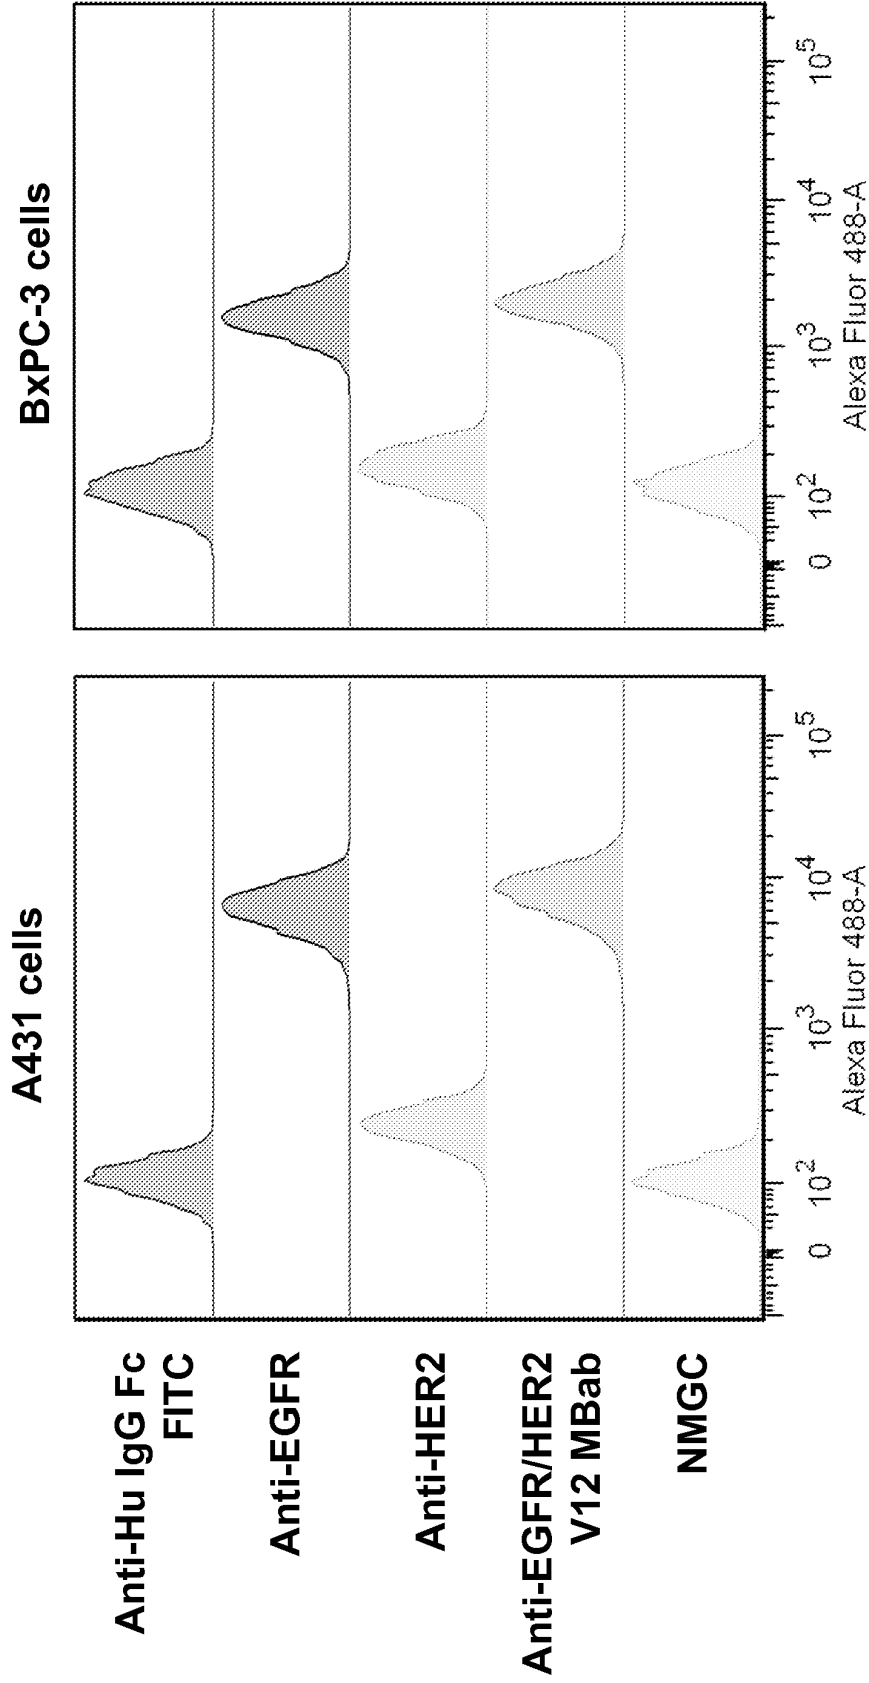 A431 cells
BxPC-3 cells
Anti-Hu IgG Fc
FITC
Anti-EGFR
Anti-HER2
Anti-EGFR/HER2
V12 MBab
NMGC
0 10² 10³ 10⁴ 10⁵
Alexa Fluor 488-A
0 10² 10³ 10⁴ 10⁵
Alexa Fluor 488-A